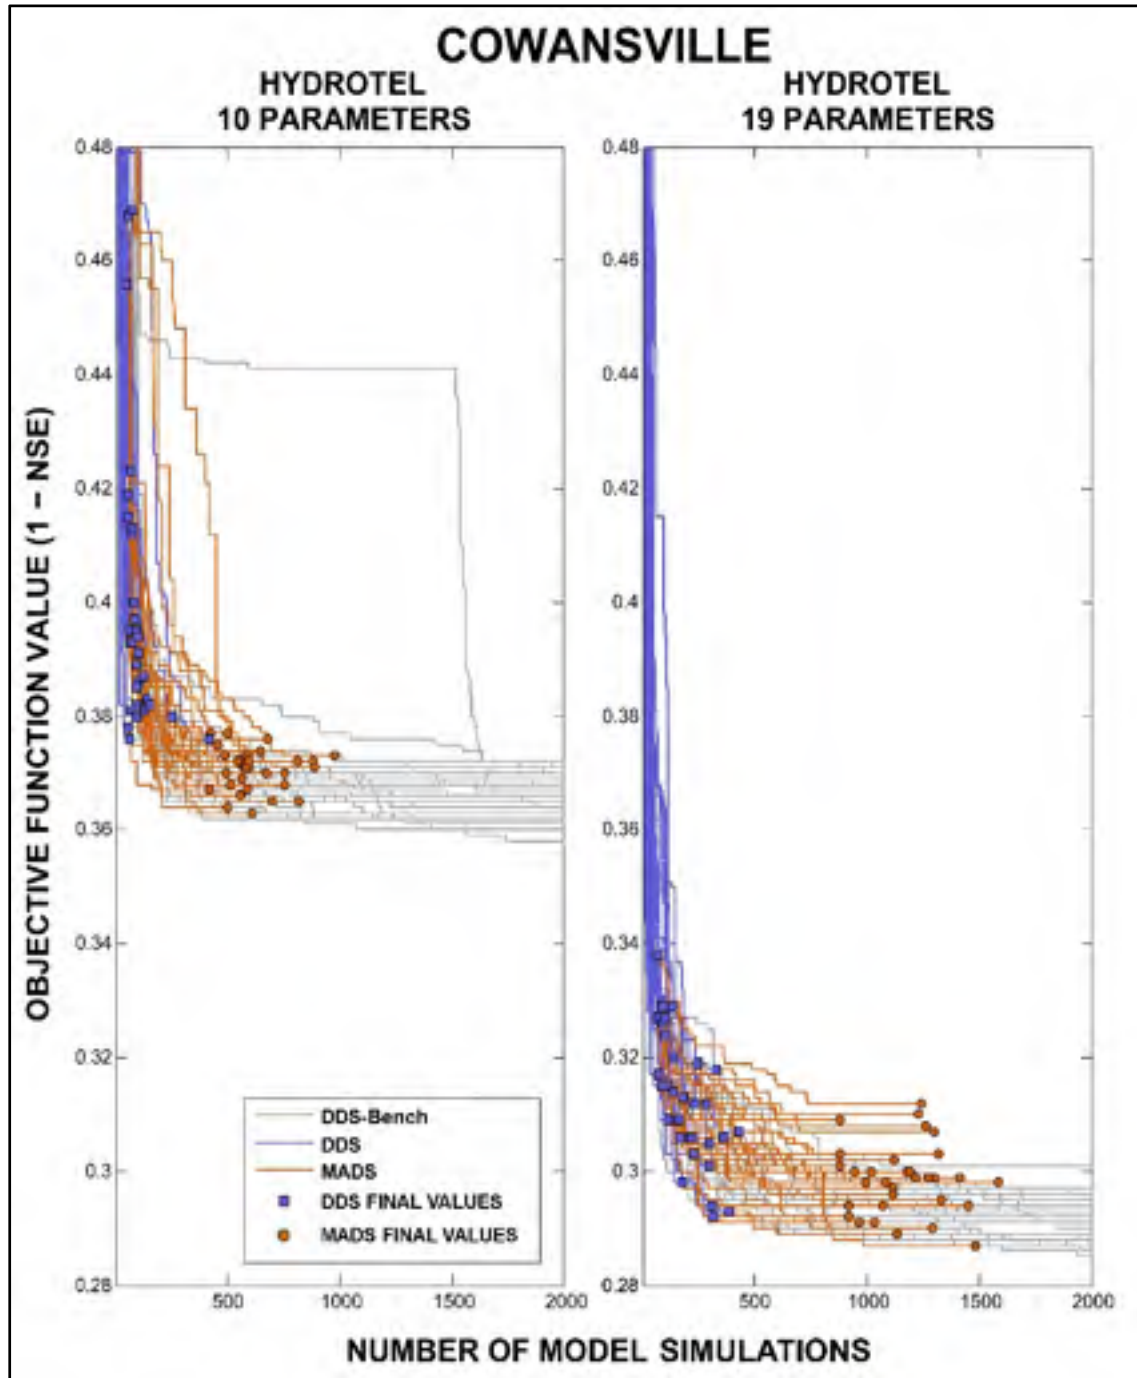 COWANSVILLE
HYDROTEL
10 PARAMETERS
HYDROTEL
19 PARAMETERS
OBJECTIVE FUNCTION VALUE (1 – NSE)
0.48
0.46
0.44
0.42
0.4
0.38
0.36
0.34
0.32
0.3
0.28
500
1000
1500
2000
DDS-Bench
DDS
MADS
DDS FINAL VALUES
MADS FINAL VALUES
0.48
0.46
0.44
0.42
0.4
0.38
0.36
0.34
0.32
0.3
0.28
500
1000
1500
2000
NUMBER OF MODEL SIMULATIONS